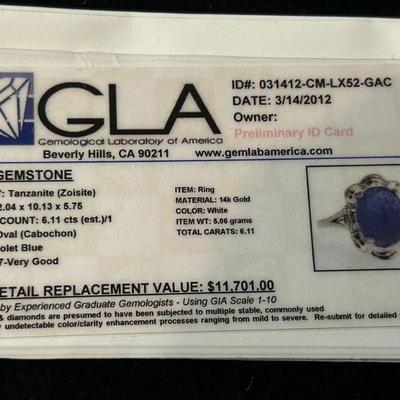 GLA
Gemological Laboratory of America
Beverly Hills, CA 90211
www.gemlabamerica.com
ID#: 031412-CM-LX52-GAC
DATE: 3/14/2012
Owner:
Preliminary ID Card
GEMSTONE
Y: Tanzanite (Zoisite)
2.04 x 10.13 x 5.75
COUNT: 6.11 cts (est.)/1
Oval (Cabochon)
olet Blue
7-Very Good
ITEM: Ring
MATERIAL: 14k Gold
COLOR: White
ITEM WT: 5.06 grams
TOTAL CARATS: 6.11
ETAIL REPLACEMENT VALUE: $11,701.00
by Experienced Graduate Gemologists - Using GIA Scale 1-10
& diamonds are presumed to have been subjected to multiple stable, commonly used
y undetectable color/clarity enhancement processes ranging from mild to severe. Re-submit for detailed